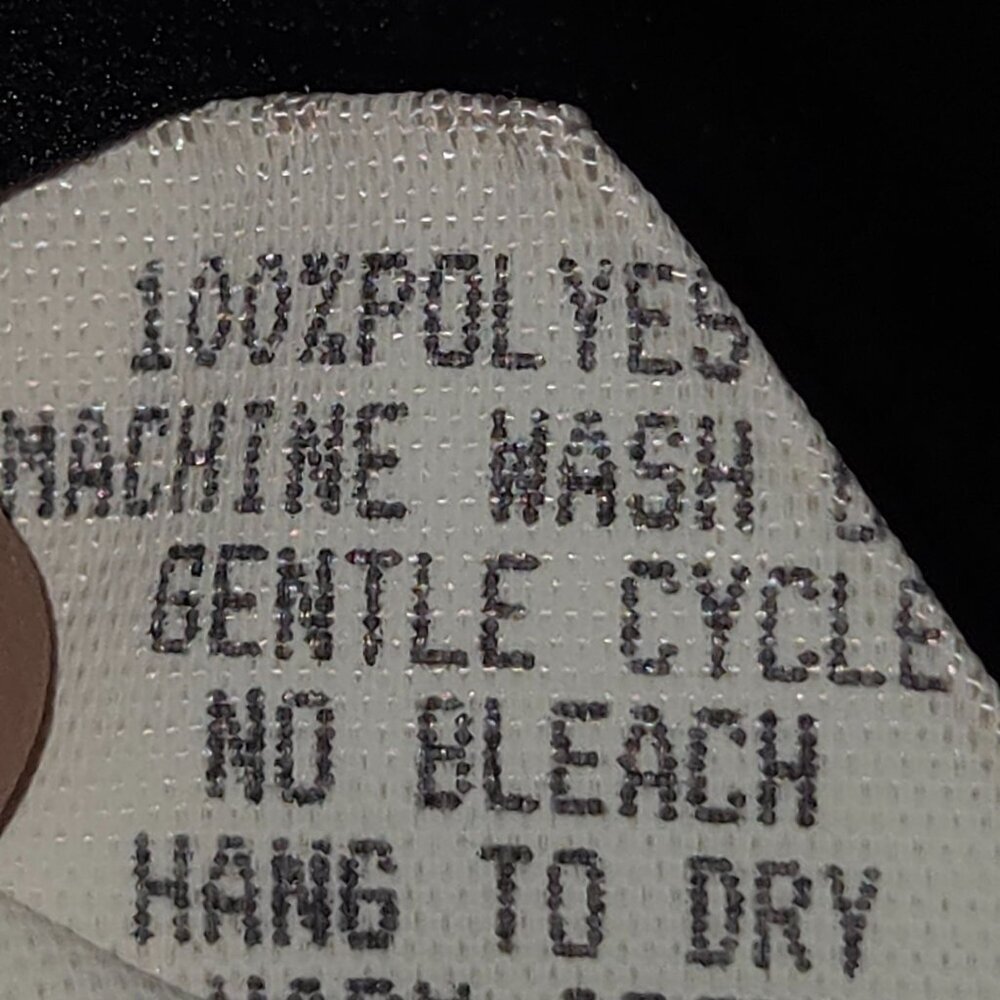 100%POLYES
MACHINE WASH
GENTLE CYCLE
NO BLEACH
HANG TO DRY